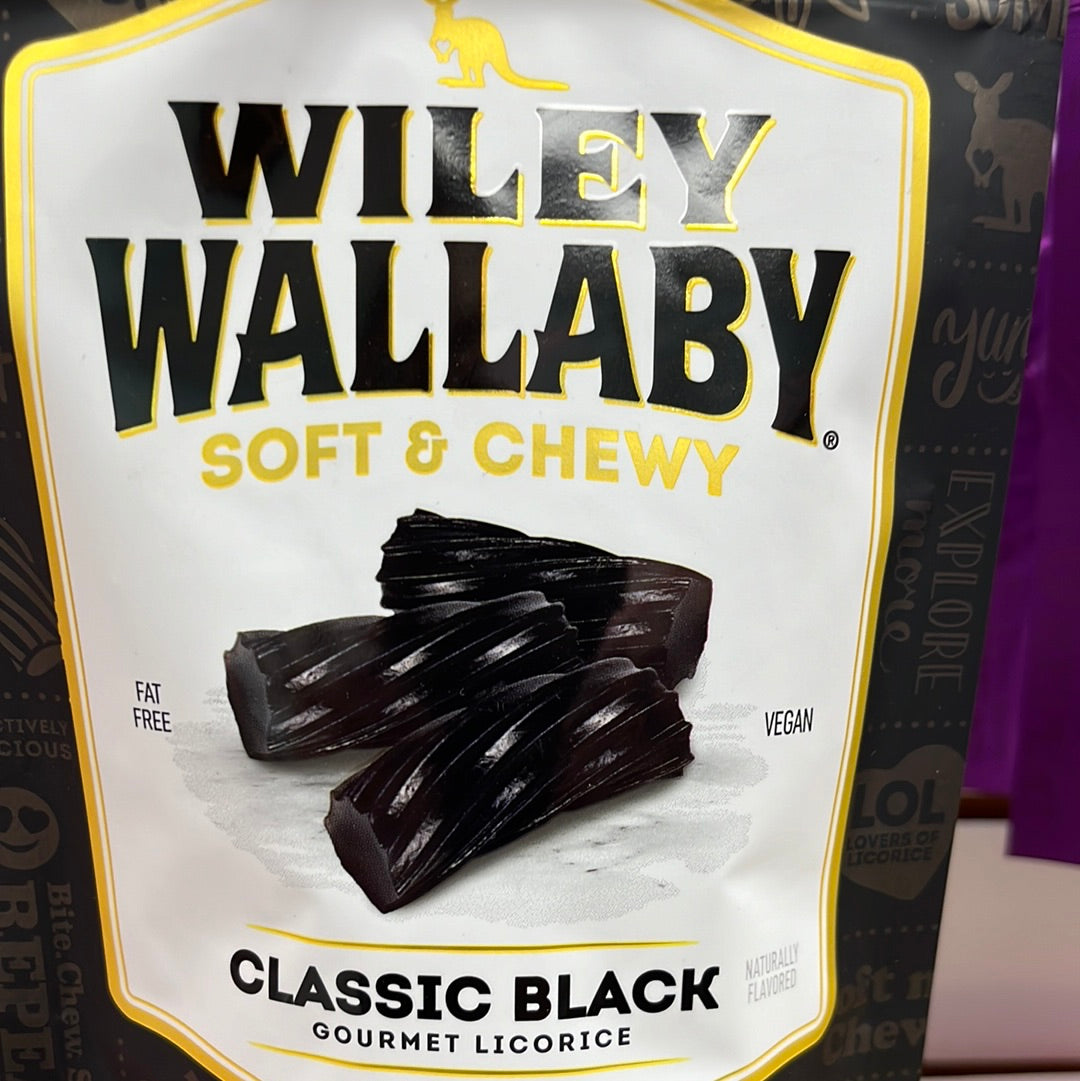 WILEY
WALLABY®
SOFT & CHEWY
FAT
FREE
VEGAN
CLASSIC BLACK
GOURMET LICORICE
NATURALLY
FLAVORED
EXPLORE
more
LOL
LOVERS OF
LICORICE
Bite. Chew.